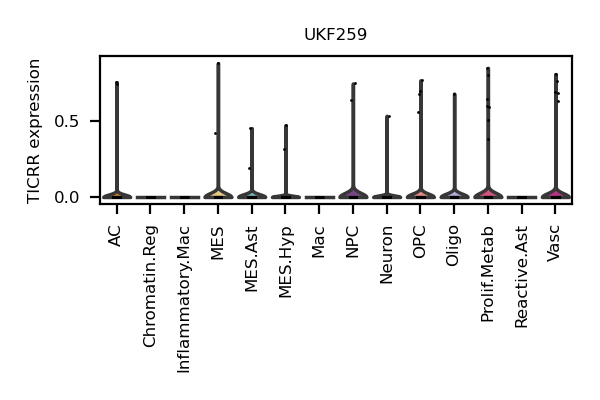 UKF259
TICRR expression
0.5
0.0
AC
Chromatin.Reg
Inflammatory.Mac
MES
MES.Ast
MES.Hyp
Mac
NPC
Neuron
OPC
Oligo
Prolif.Metab
Reactive.Ast
Vasc